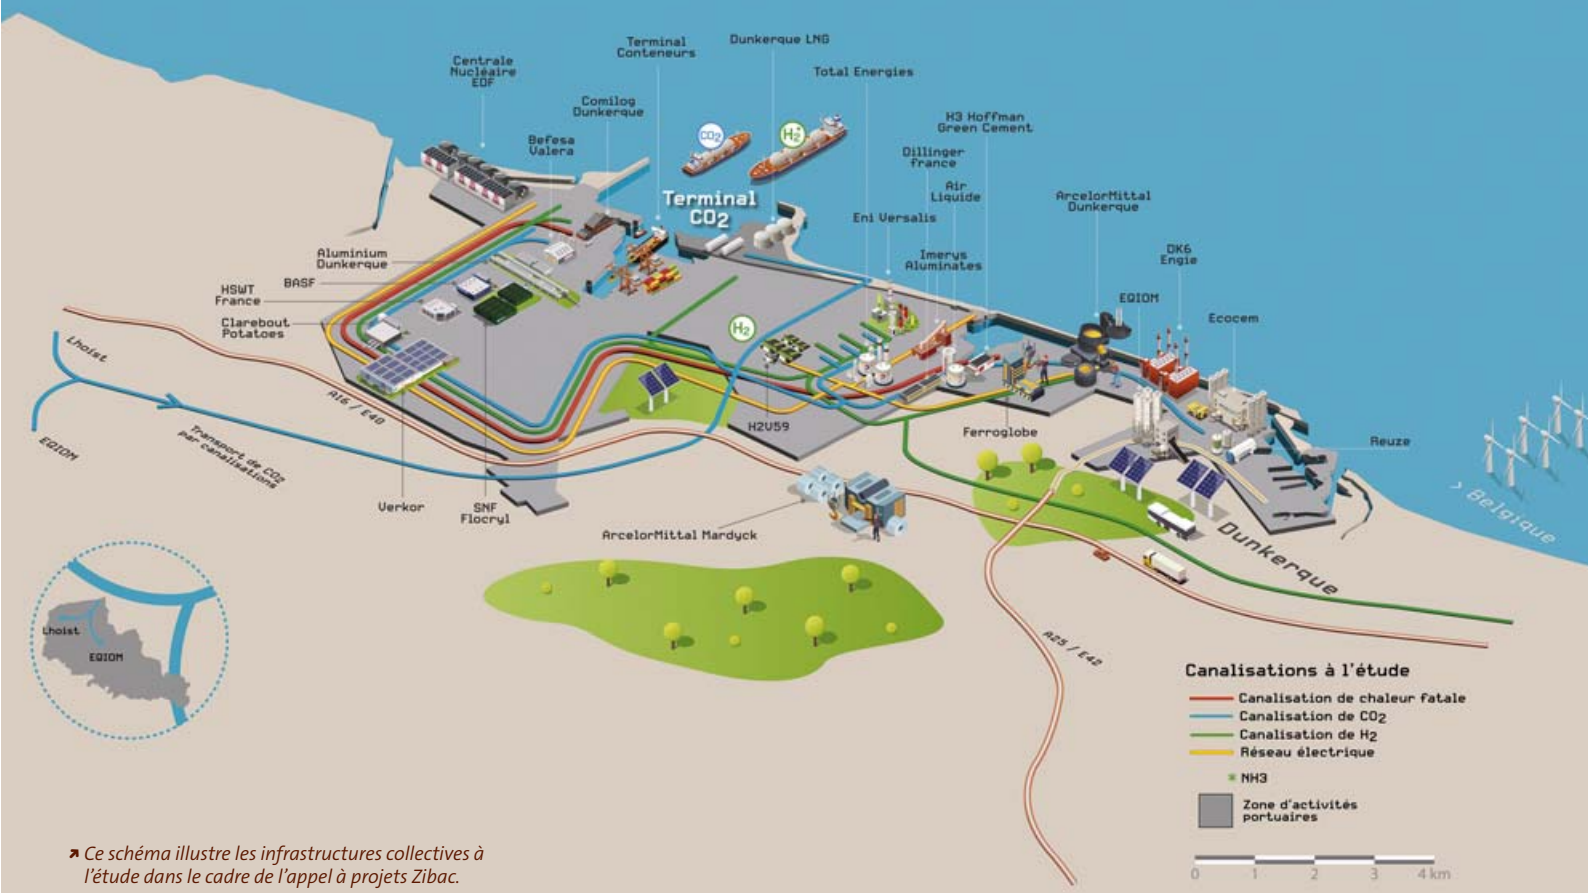 Centrale
Nucléaire
EDF
Terminal
Conteneurs
Dunkerque LNG
Total Energies
Comilog
Dunkerque
Befesa
Valera
CO2
H2*
H3 Hoffman
Green Cement
Dillinger
france
Air
Liquide
ArcelorMittal
Dunkerque
Terminal
CO2
Eni Versalis
Imerys
Aluminates
DK6
Engie
EQIOM
Ecocem
Aluminium
Dunkerque
BASF
HSWT
France
Clarebout
Potatoes
H2
Lhoist
EQIOM
A16 / E40
Transport de CO2
par canalisations
H2V59
Ferroglobe
Reuze
> Belgique
Verkor
SNF
Flocryl
ArcelorMittal Mardyck
Dunkerque
A25 / E42
Lhoist
EQIOM
Canalisations à l'étude
Canalisation de chaleur fatale
Canalisation de CO2
Canalisation de H2
Réseau électrique
* NH3
Zone d'activités
portuaires
0 1 2 3 4 km
Ce schéma illustre les infrastructures collectives à
l'étude dans le cadre de l'appel à projets Zibac.